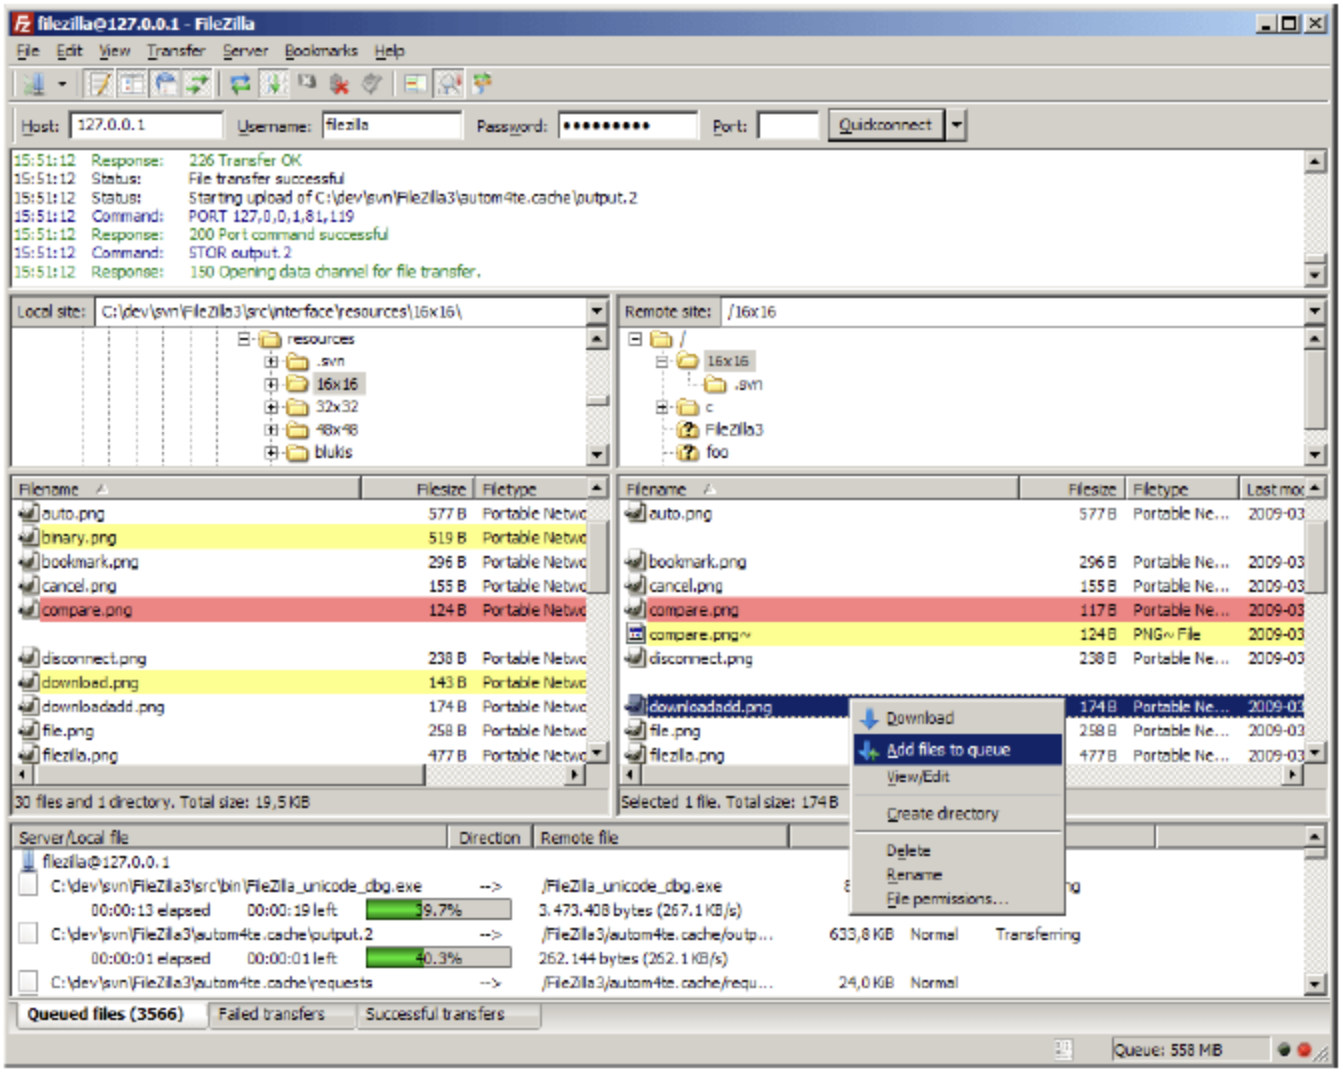 filezilla@127.0.0.1 - FileZilla
File Edit View Transfer Server Bookmarks Help
Host: 127.0.0.1 Username: filezilla Password: ●●●●●●●●● Port: Quickconnect
15:51:12 Response: 226 Transfer OK
15:51:12 Status: File transfer successful
15:51:12 Status: Starting upload of C:\dev\svn\FileZilla3\autom4te.cache\output.2
15:51:12 Command: PORT 127,0,0,1,81,119
15:51:12 Response: 200 Port command successful
15:51:12 Command: STOR output.2
15:51:12 Response: 150 Opening data channel for file transfer.
Local site: C:\dev\svn\FileZilla3\src\interface\resources\16x16\
resources
.svn
16x16
32x32
48x48
blukis
Remote site: /16x16
/
16x16
.svn
c
FileZilla3
foo
Filename Filesize Filetype
auto.png 577 B Portable Netwo
binary.png 519 B Portable Netwo
bookmark.png 296 B Portable Netwo
cancel.png 155 B Portable Netwo
compare.png 124 B Portable Netwo
disconnect.png 238 B Portable Netwo
download.png 143 B Portable Netwo
downloadadd.png 174 B Portable Netwo
file.png 258 B Portable Netwo
filezilla.png 477 B Portable Netwo
30 files and 1 directory. Total size: 19,5 KiB
Filename Filesize Filetype Last mod
auto.png 577 B Portable Ne... 2009-03
bookmark.png 296 B Portable Ne... 2009-03
cancel.png 155 B Portable Ne... 2009-03
compare.png 117 B Portable Ne... 2009-03
compare.png~ 124 B PNG~ File 2009-03
disconnect.png 238 B Portable Ne... 2009-03
downloadadd.png 174 B Portable Ne... 2009-03
file.png 258 B Portable Ne... 2009-03
filezilla.png 477 B Portable Ne... 2009-03
Selected 1 file. Total size: 174 B
Download
Add files to queue
View/Edit
Create directory
Delete
Rename
File permissions...
Server/Local file Direction Remote file
filezilla@127.0.0.1
C:\dev\svn\FileZilla3\src\bin\FileZilla_unicode_dbg.exe --> /FileZilla_unicode_dbg.exe
00:00:13 elapsed 00:00:19 left 39.7% 3.473.408 bytes (267.1 KB/s)
C:\dev\svn\FileZilla3\autom4te.cache\output.2 --> /FileZilla3/autom4te.cache/outp... 633,8 KiB Normal Transferring
00:00:01 elapsed 00:00:01 left 40.3% 262.144 bytes (262.1 KB/s)
C:\dev\svn\FileZilla3\autom4te.cache\requests --> /FileZilla3/autom4te.cache/requ... 24,0 KiB Normal
Queued files (3566) Failed transfers Successful transfers
Queue: 558 MiB